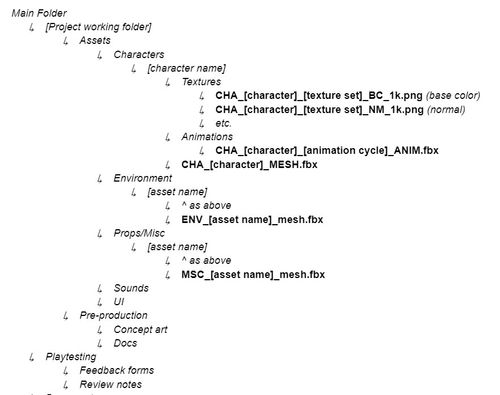 Main Folder
↳ [Project working folder]
↳ Assets
↳ Characters
↳ [character name]
↳ Textures
↳ CHA_[character]_[texture set]_BC_1k.png (base color)
↳ CHA_[character]_[texture set]_NM_1k.png (normal)
↳ etc.
↳ Animations
↳ CHA_[character]_[animation cycle]_ANIM.fbx
↳ CHA_[character]_MESH.fbx
↳ Environment
↳ [asset name]
↳ ^ as above
↳ ENV_[asset name]_mesh.fbx
↳ Props/Misc
↳ [asset name]
↳ ^ as above
↳ MSC_[asset name]_mesh.fbx
↳ Sounds
↳ UI
↳ Pre-production
↳ Concept art
↳ Docs
↳ Playtesting
↳ Feedback forms
↳ Review notes